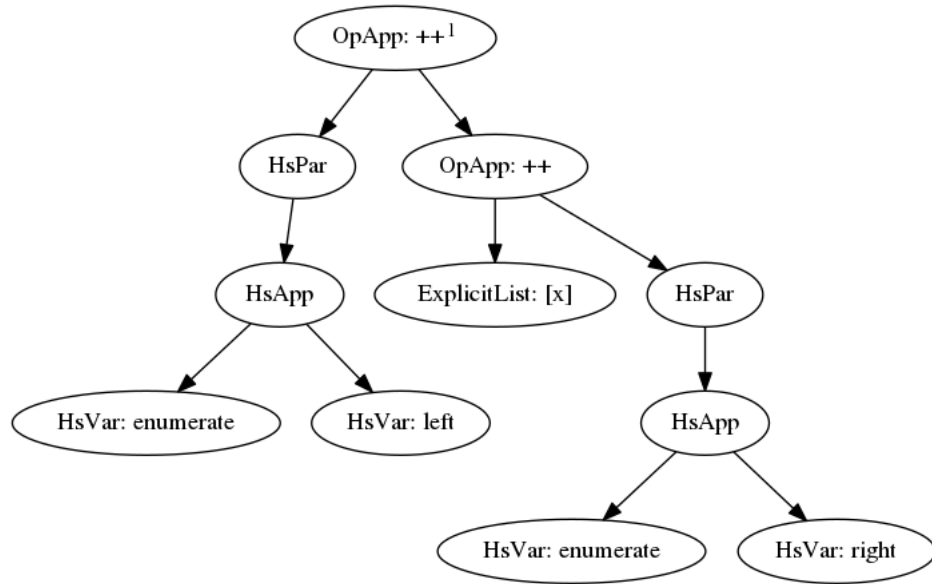 OpApp: ++¹
HsPar
OpApp: ++
HsApp
ExplicitList: [x]
HsPar
HsVar: enumerate
HsVar: left
HsApp
HsVar: enumerate
HsVar: right